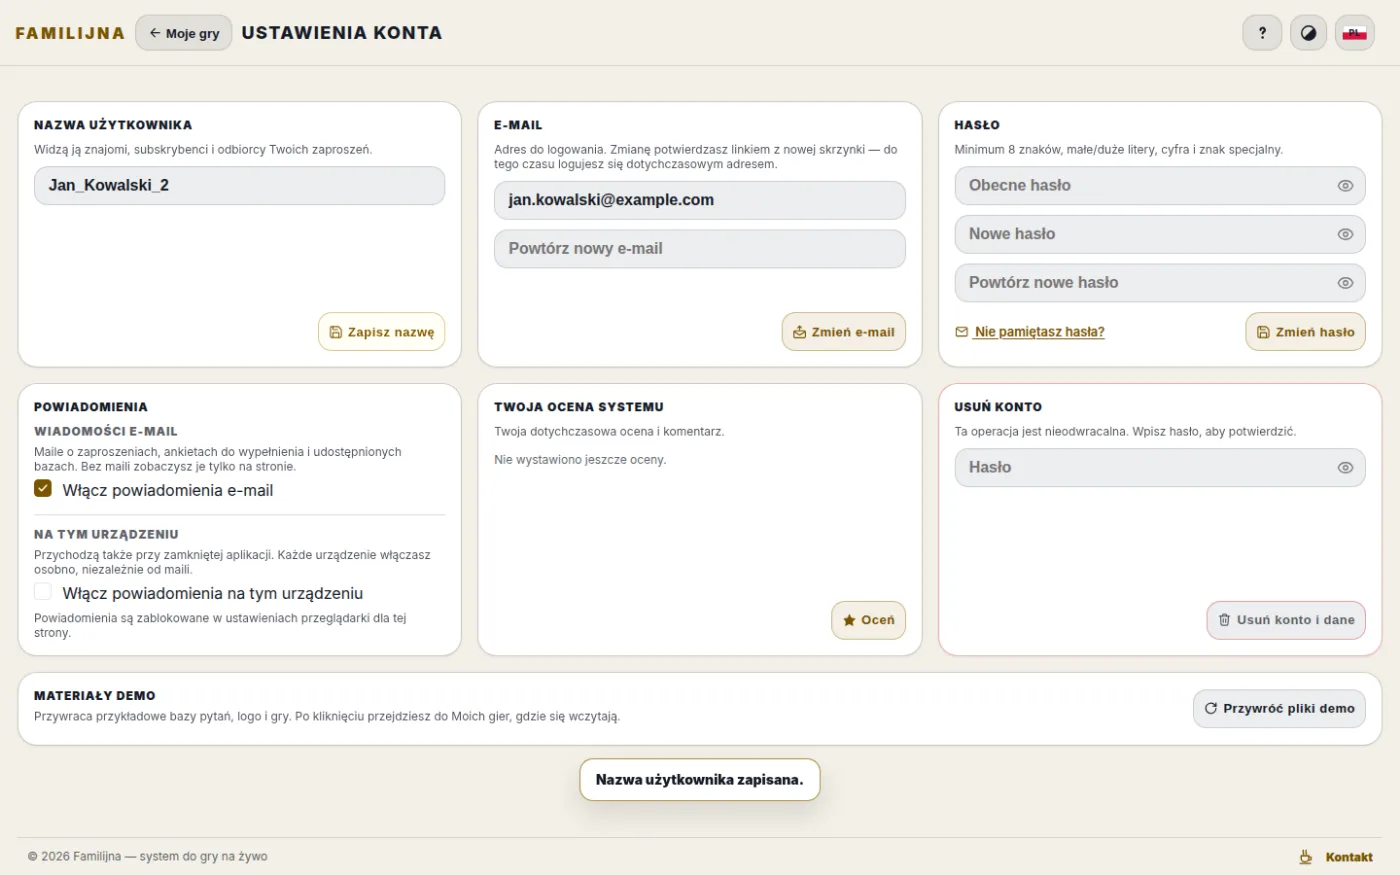 FAMILIJNA
← Moje gry
USTAWIENIA KONTA
?
PL
NAZWA UŻYTKOWNIKA
Widzą ją znajomi, subskrybenci i odbiorcy Twoich zaproszeń.
Jan_Kowalski_2
Zapisz nazwę
E-MAIL
Adres do logowania. Zmianę potwierdzasz linkiem z nowej skrzynki — do
tego czasu logujesz się dotychczasowym adresem.
jan.kowalski@example.com
Powtórz nowy e-mail
Zmień e-mail
HASŁO
Minimum 8 znaków, małe/duże litery, cyfra i znak specjalny.
Obecne hasło
Nowe hasło
Powtórz nowe hasło
Nie pamiętasz hasła?
Zmień hasło
POWIADOMIENIA
WIADOMOŚCI E-MAIL
Maile o zaproszeniach, ankietach do wypełnienia i udostępnionych
bazach. Bez maili zobaczysz je tylko na stronie.
Włącz powiadomienia e-mail
NA TYM URZĄDZENIU
Przychodzą także przy zamkniętej aplikacji. Każde urządzenie włączasz
osobno, niezależnie od maili.
Włącz powiadomienia na tym urządzeniu
Powiadomienia są zablokowane w ustawieniach przeglądarki dla tej
strony.
TWOJA OCENA SYSTEMU
Twoja dotychczasowa ocena i komentarz.
Nie wystawiono jeszcze oceny.
Oceń
USUŃ KONTO
Ta operacja jest nieodwracalna. Wpisz hasło, aby potwierdzić.
Hasło
Usuń konto i dane
MATERIAŁY DEMO
Przywraca przykładowe bazy pytań, logo i gry. Po kliknięciu przejdziesz do Moich gier, gdzie się wczytają.
Przywróć pliki demo
Nazwa użytkownika zapisana.
© 2026 Familijna — system do gry na żywo
Kontakt